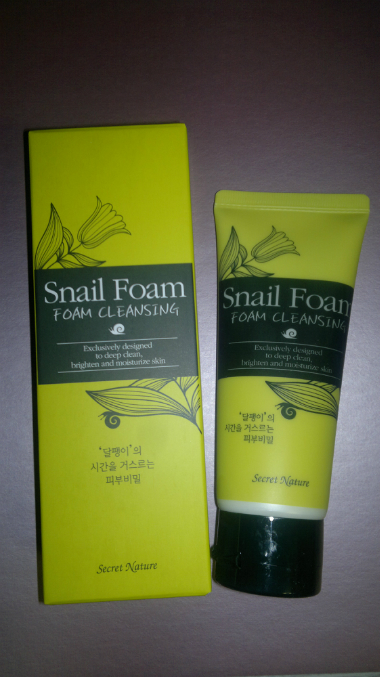 Snail Foam
FOAM CLEANSING
Exclusively designed
to deep clean,
brighten and moisturize skin
'달팽이'의
시간을 거스르는
피부비밀
Secret Nature
Snail Foam
FOAM CLEANSING
Exclusively designed
to deep clean,
brighten and moisturize skin
'달팽이'의
시간을 거스르는
피부비밀
Secret Nature